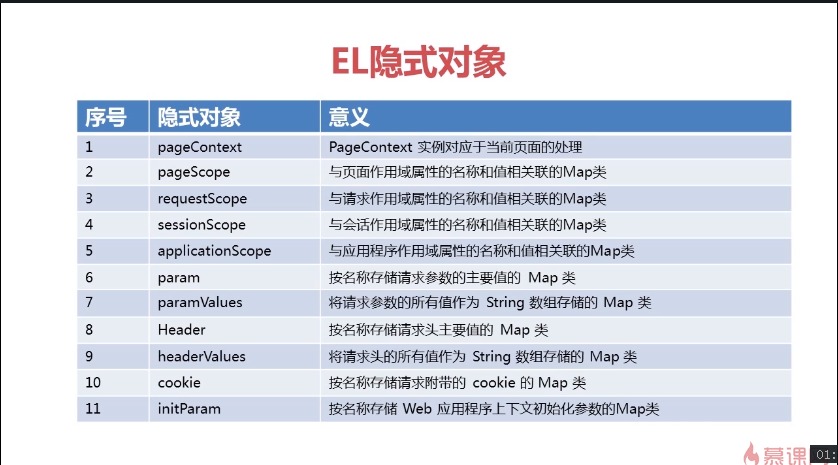 EL隐式对象
序号 隐式对象 意义
1 pageContext PageContext 实例对应于当前页面的处理
2 pageScope 与页面作用域属性的名称和值相关联的Map类
3 requestScope 与请求作用域属性的名称和值相关联的Map类
4 sessionScope 与会话作用域属性的名称和值相关联的Map类
5 applicationScope 与应用程序作用域属性的名称和值相关联的Map类
6 param 按名称存储请求参数的主要值的 Map 类
7 paramValues 将请求参数的所有值作为 String 数组存储的 Map 类
8 Header 按名称存储请求头主要值的 Map 类
9 headerValues 将请求头的所有值作为 String 数组存储的 Map 类
10 cookie 按名称存储请求附带的 cookie 的 Map 类
11 initParam 按名称存储 Web 应用程序上下文初始化参数的Map类
慕课 01: